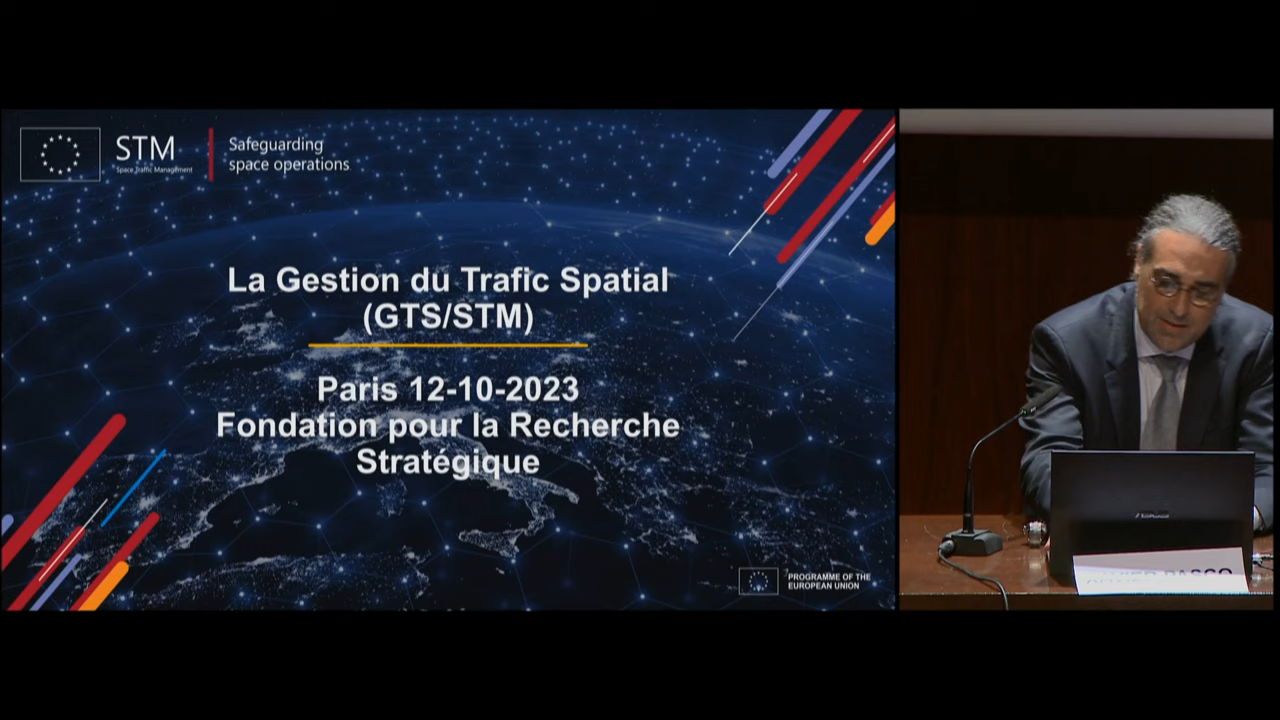 STM
Space Traffic Management
Safeguarding
space operations
La Gestion du Trafic Spatial
(GTS/STM)
Paris 12-10-2023
Fondation pour la Recherche
Stratégique
PROGRAMME OF THE
EUROPEAN UNION